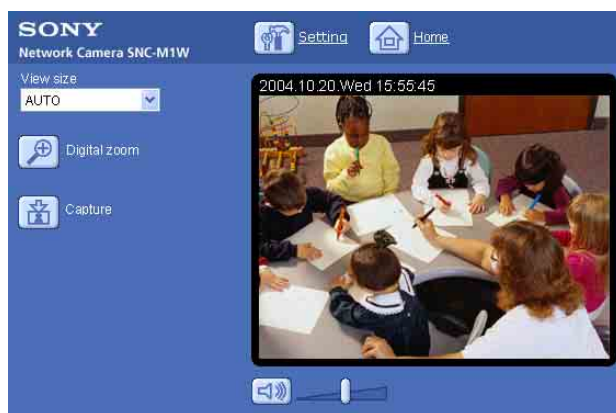 SONY
Network Camera SNC-M1W
Setting
Home
View size
AUTO
Digital zoom
Capture
2004.10.20.Wed 15:55:45